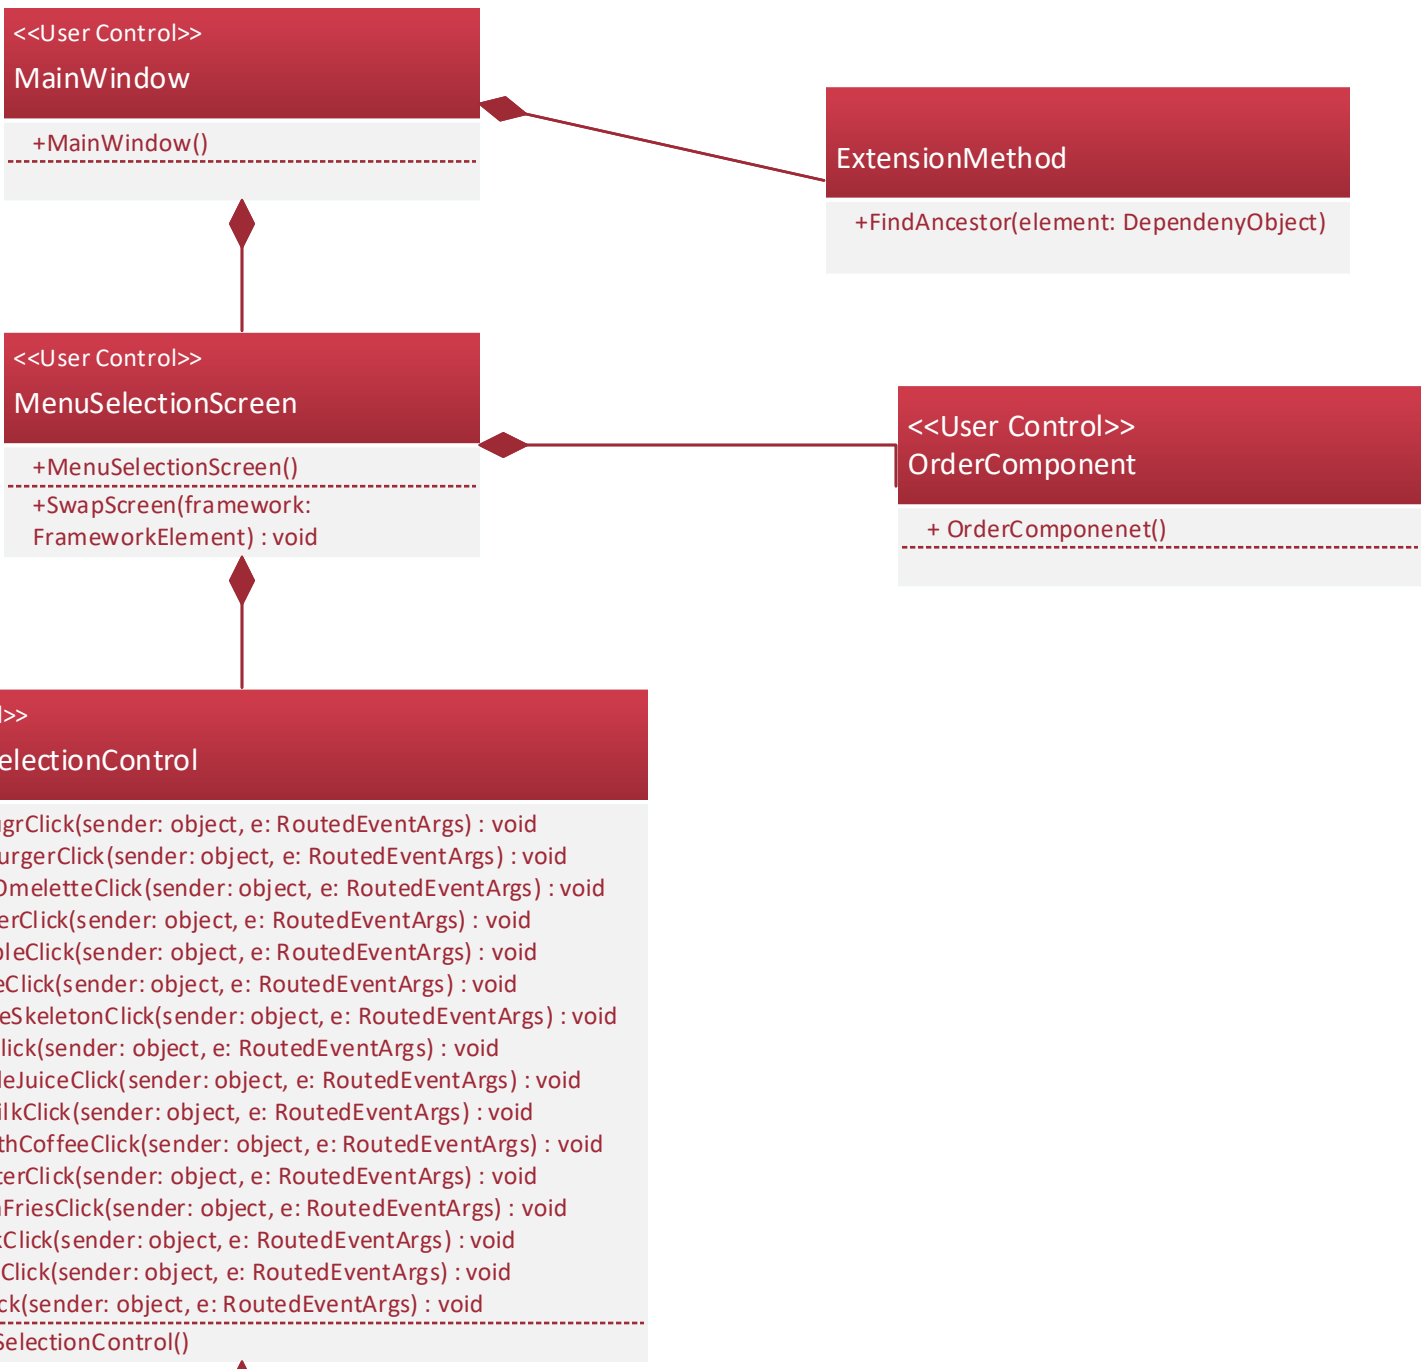 <<User Control>>
MainWindow
+MainWindow()
ExtensionMethod
+FindAncestor(element: DependenyObject)
<<User Control>>
MenuSelectionScreen
+MenuSelectionScreen()
+SwapScreen(framework:
FrameworkElement) : void
<<User Control>>
OrderComponent
+ OrderComponenet()
l>>
electionControl
ugrClick(sender: object, e: RoutedEventArgs) : void
urgerClick(sender: object, e: RoutedEventArgs) : void
OmeletteClick(sender: object, e: RoutedEventArgs) : void
erClick(sender: object, e: RoutedEventArgs) : void
bleClick(sender: object, e: RoutedEventArgs) : void
eClick(sender: object, e: RoutedEventArgs) : void
eSkeletonClick(sender: object, e: RoutedEventArgs) : void
lick(sender: object, e: RoutedEventArgs) : void
leJuiceClick(sender: object, e: RoutedEventArgs) : void
ilkClick(sender: object, e: RoutedEventArgs) : void
thCoffeeClick(sender: object, e: RoutedEventArgs) : void
terClick(sender: object, e: RoutedEventArgs) : void
nFriesClick(sender: object, e: RoutedEventArgs) : void
kClick(sender: object, e: RoutedEventArgs) : void
Click(sender: object, e: RoutedEventArgs) : void
ck(sender: object, e: RoutedEventArgs) : void
SelectionControl()